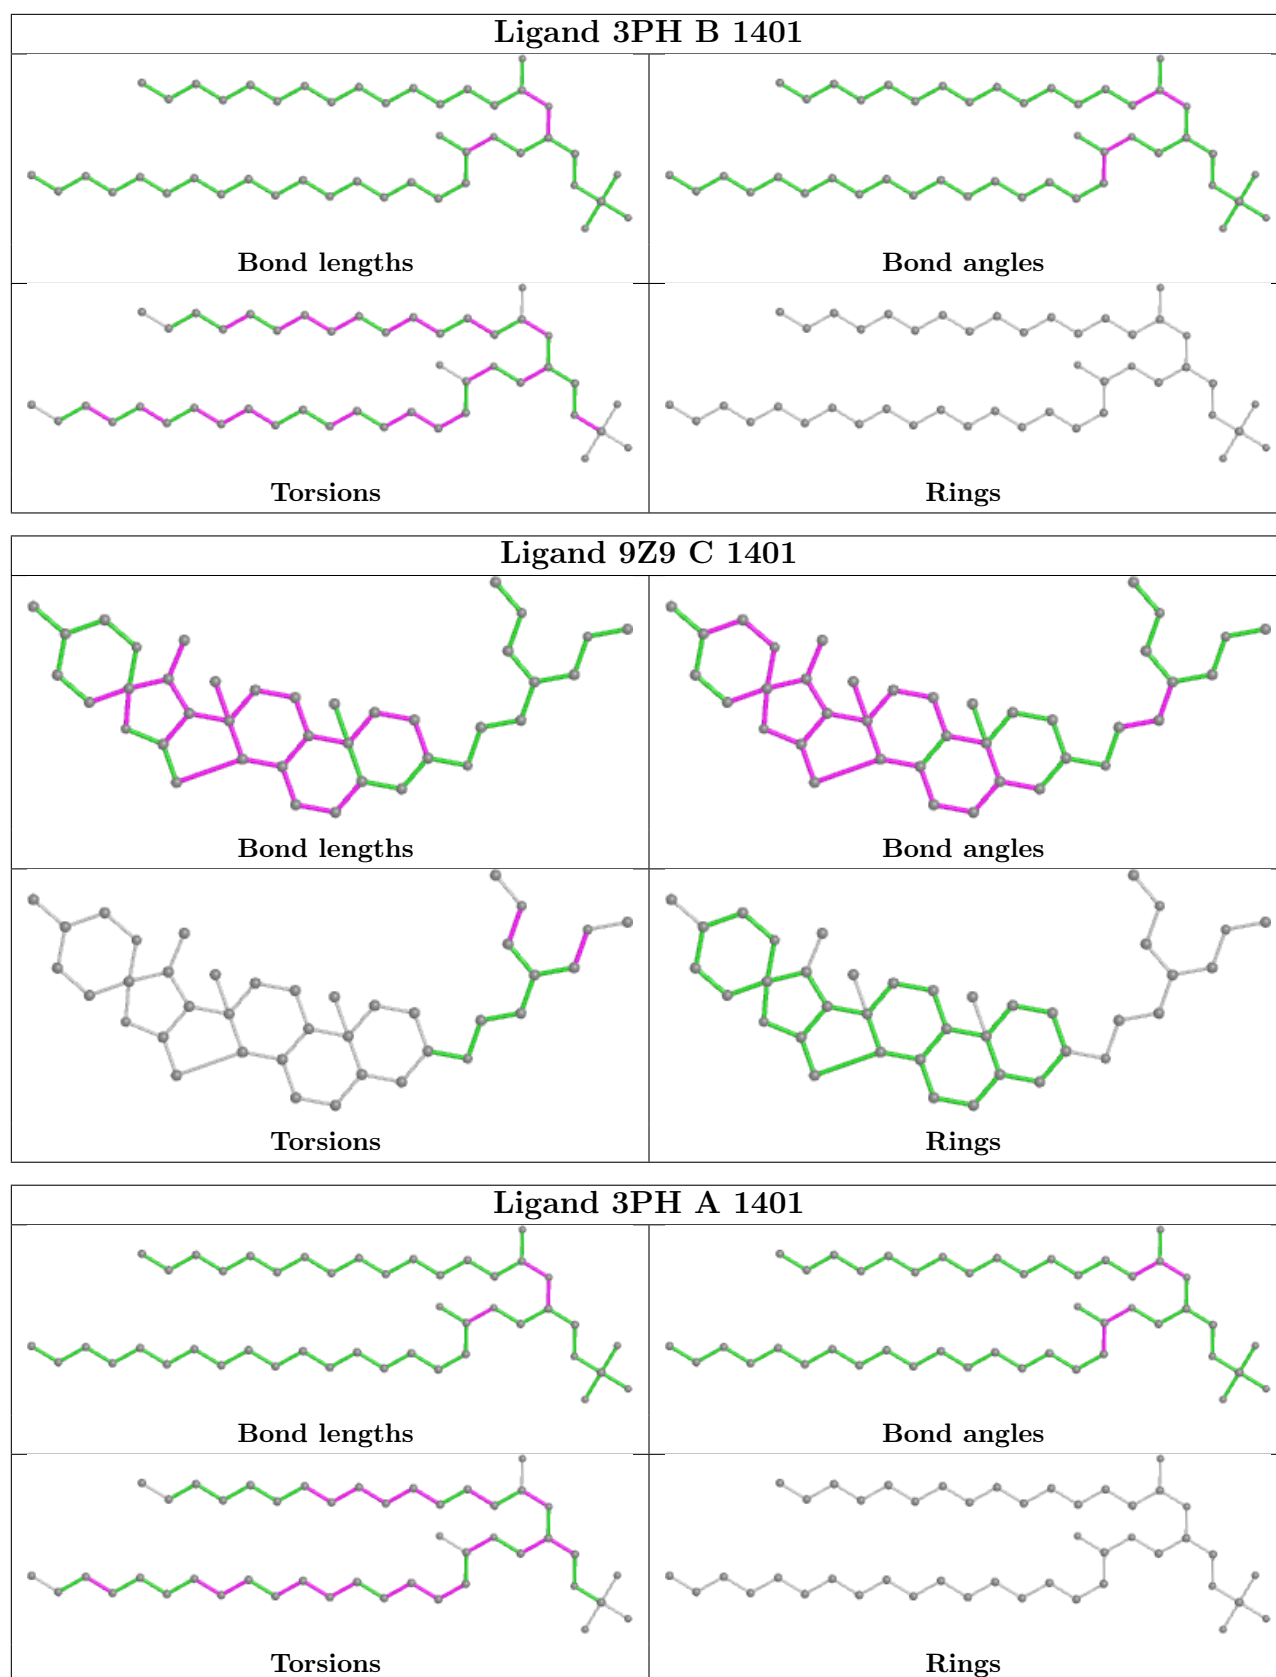 Ligand 3PH B 1401
Bond lengths
Bond angles
Torsions
Rings
Ligand 9Z9 C 1401
Bond lengths
Bond angles
Torsions
Rings
Ligand 3PH A 1401
Bond lengths
Bond angles
Torsions
Rings